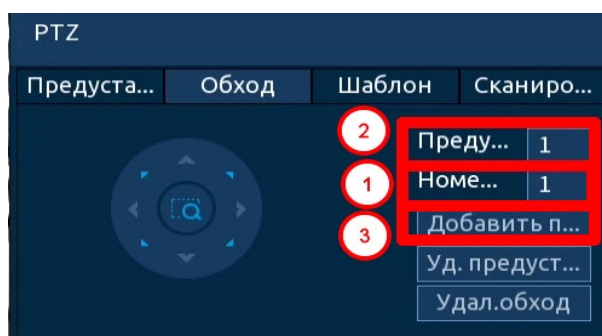 PTZ
Предуста... Обход Шаблон Сканиро...
2 Преду... 1
1 Номе... 1
3 Добавить п...
Уд. предуст...
Удал.обход